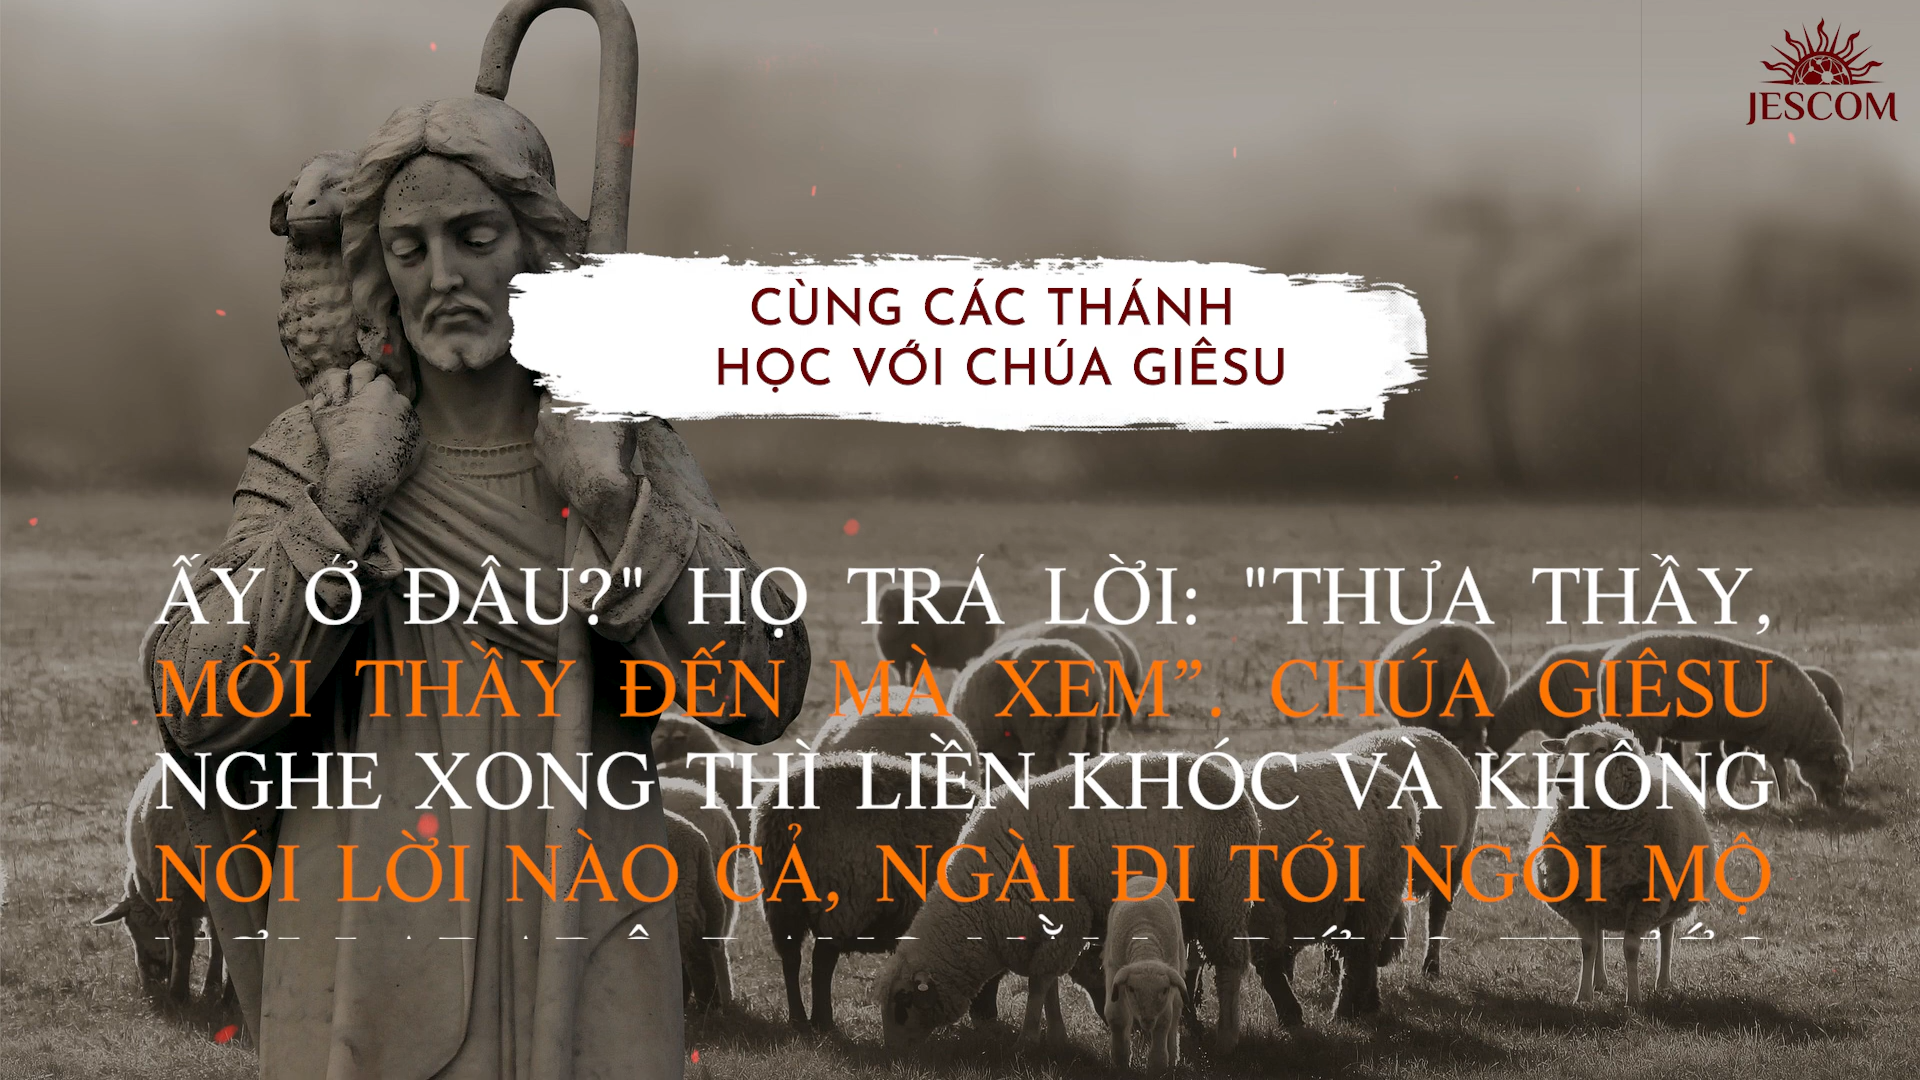 JESCOM
CÙNG CÁC THÁNH
HỌC VỚI CHÚA GIÊSU
ẤY Ở ĐÂU?" HỌ TRẢ LỜI: "THƯA THẦY,
MỜI THẦY ĐẾN MÀ XEM”. CHÚA GIÊSU
NGHE XONG THÌ LIỀN KHÓC VÀ KHÔNG
NÓI LỜI NÀO CẢ, NGÀI ĐI TỚI NGÔI MỘ